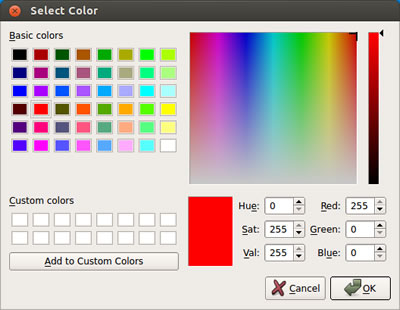 Select Color
Basic colors
Custom colors
Add to Custom Colors
Hue: 0 Red: 255
Sat: 255 Green: 0
Val: 255 Blue: 0
Cancel OK